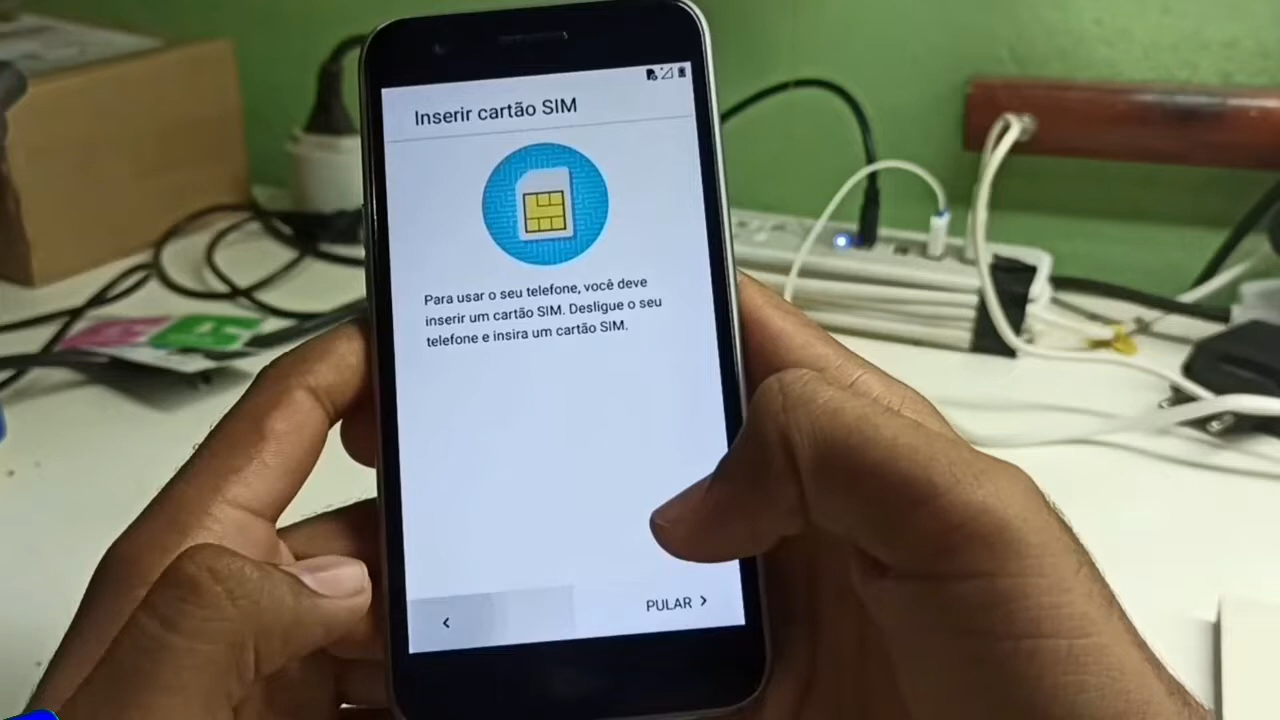 Inserir cartão SIM
Para usar o seu telefone, você deve
inserir um cartão SIM. Desligue o seu
telefone e insira um cartão SIM.
PULAR